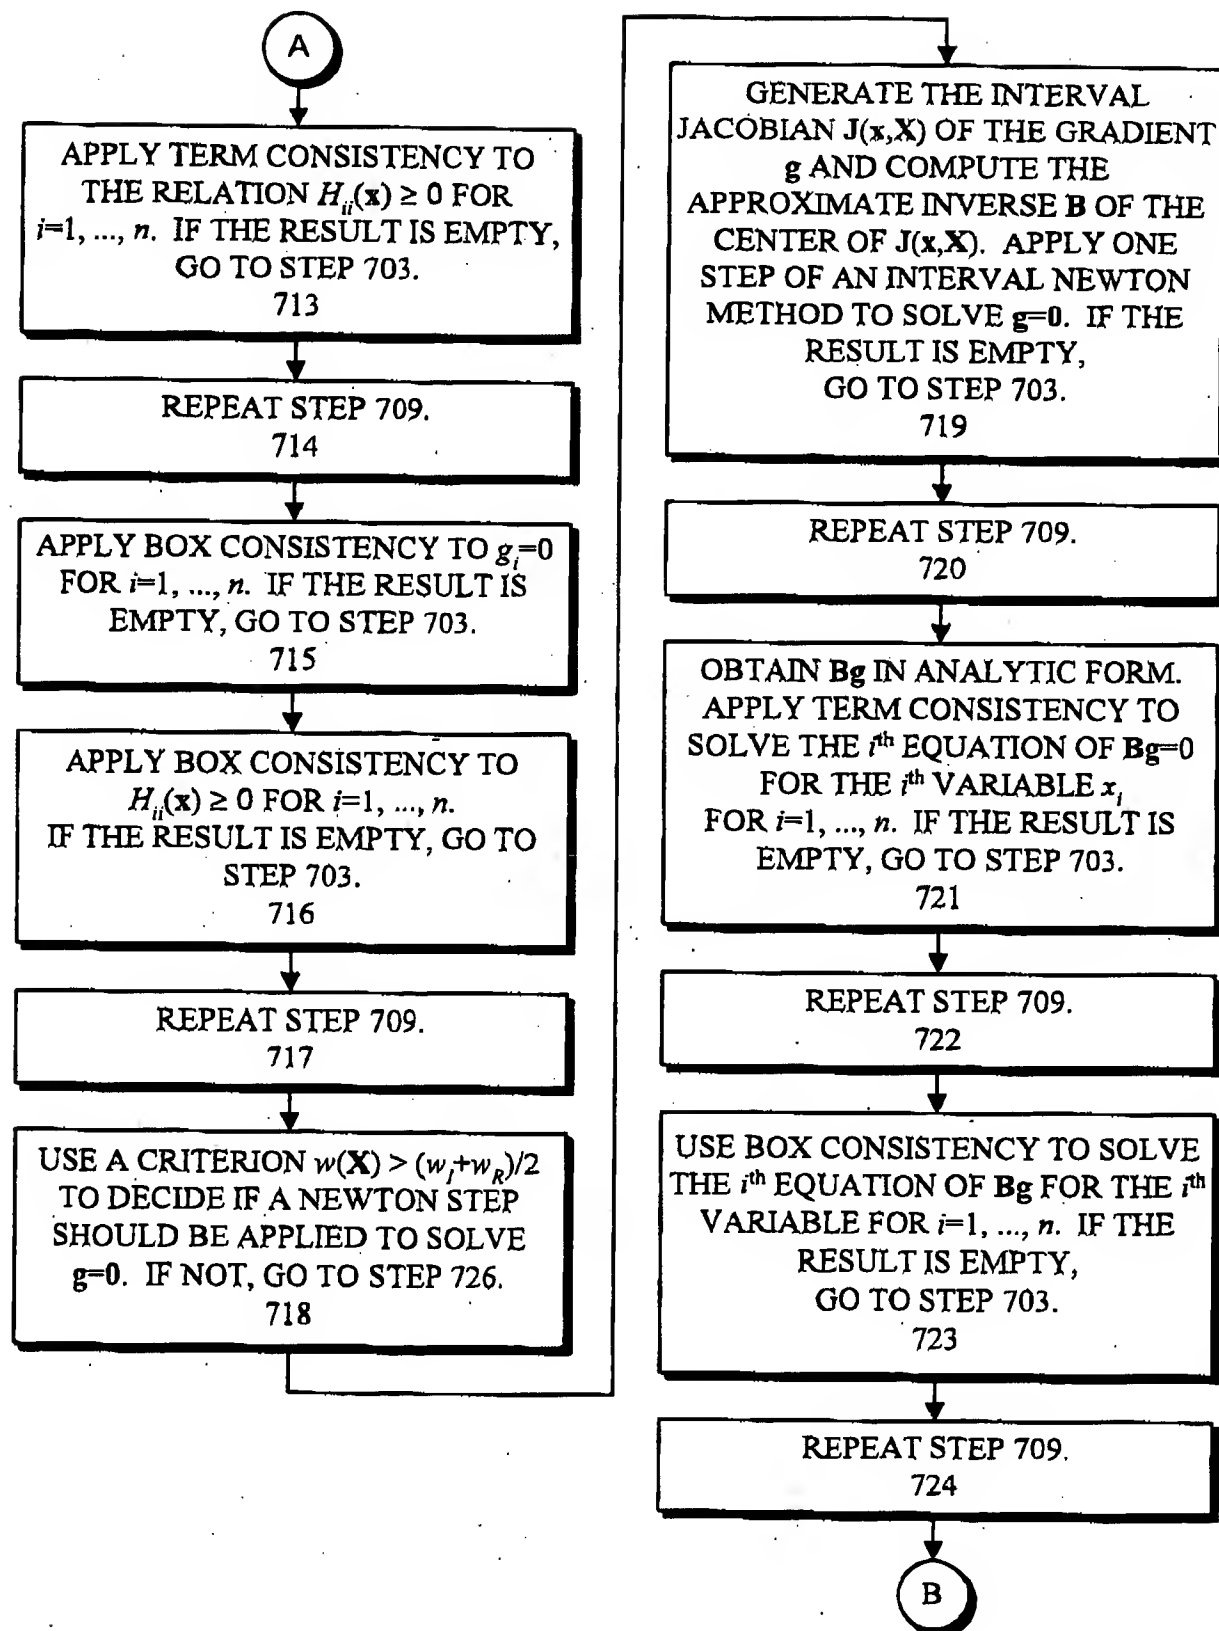 A
APPLY TERM CONSISTENCY TO
THE RELATION H_ii(x) ≥ 0 FOR
i=1, ..., n. IF THE RESULT IS EMPTY,
GO TO STEP 703.
713
REPEAT STEP 709.
714
APPLY BOX CONSISTENCY TO g_i=0
FOR i=1, ..., n. IF THE RESULT IS
EMPTY, GO TO STEP 703.
715
APPLY BOX CONSISTENCY TO
H_ii(x) ≥ 0 FOR i=1, ..., n.
IF THE RESULT IS EMPTY, GO TO
STEP 703.
716
REPEAT STEP 709.
717
USE A CRITERION w(X) > (w_I+w_R)/2
TO DECIDE IF A NEWTON STEP
SHOULD BE APPLIED TO SOLVE
g=0. IF NOT, GO TO STEP 726.
718
GENERATE THE INTERVAL
JACOBIAN J(x,X) OF THE GRADIENT
g AND COMPUTE THE
APPROXIMATE INVERSE B OF THE
CENTER OF J(x,X). APPLY ONE
STEP OF AN INTERVAL NEWTON
METHOD TO SOLVE g=0. IF THE
RESULT IS EMPTY,
GO TO STEP 703.
719
REPEAT STEP 709.
720
OBTAIN Bg IN ANALYTIC FORM.
APPLY TERM CONSISTENCY TO
SOLVE THE i^th EQUATION OF Bg=0
FOR THE i^th VARIABLE x_i
FOR i=1, ..., n. IF THE RESULT IS
EMPTY, GO TO STEP 703.
721
REPEAT STEP 709.
722
USE BOX CONSISTENCY TO SOLVE
THE i^th EQUATION OF Bg FOR THE i^th
VARIABLE FOR i=1, ..., n. IF THE
RESULT IS EMPTY,
GO TO STEP 703.
723
REPEAT STEP 709.
724
B